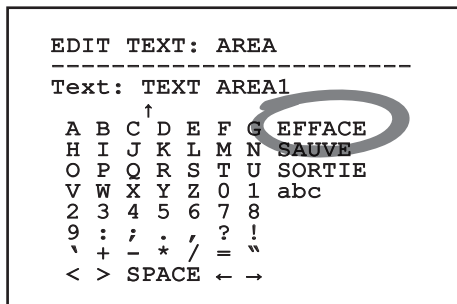 EDIT TEXT: AREA
-------------------------
Text: TEXT AREA1
↑
A B C D E F G EFFACE
H I J K L M N SAUVE
O P Q R S T U SORTIE
V W X Y Z 0 1 abc
2 3 4 5 6 7 8
9 : ; . , ? !
‵ + - * / = ‶
< > SPACE ← →